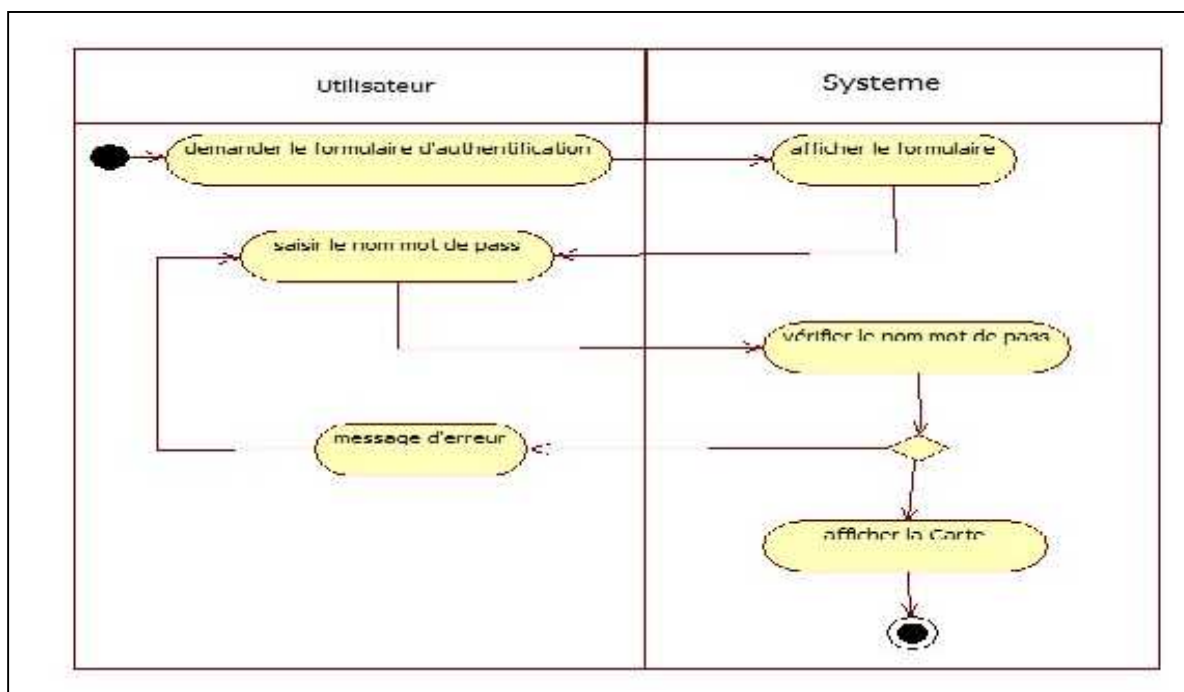 Utilisateur
Systeme
demander le formulaire d'authentification
afficher le formulaire
saisir le nom mot de pass
vérifier le nom mot de pass
message d'erreur
afficher la Carte